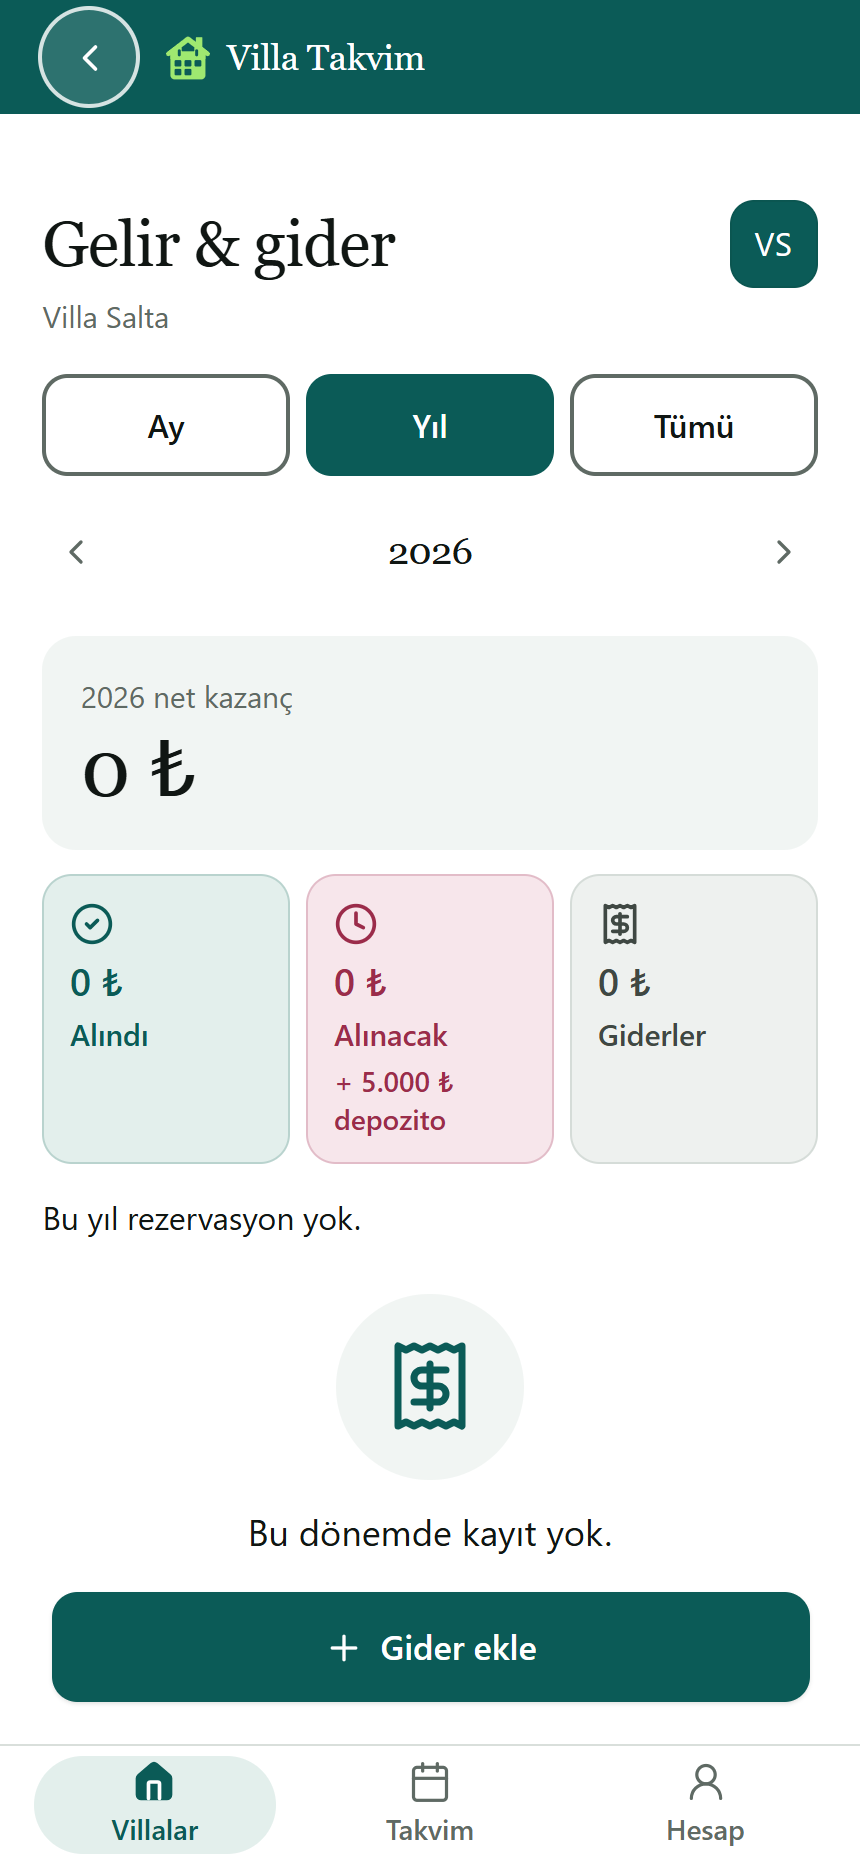 Villa Takvim
Gelir & gider
VS
Villa Salta
Ay
Yıl
Tümü
2026
2026 net kazanç
0 ₺
0 ₺
Alındı
0 ₺
Alınacak
+ 5.000 ₺
depozito
0 ₺
Giderler
Bu yıl rezervasyon yok.
Bu dönemde kayıt yok.
+ Gider ekle
Villalar
Takvim
Hesap